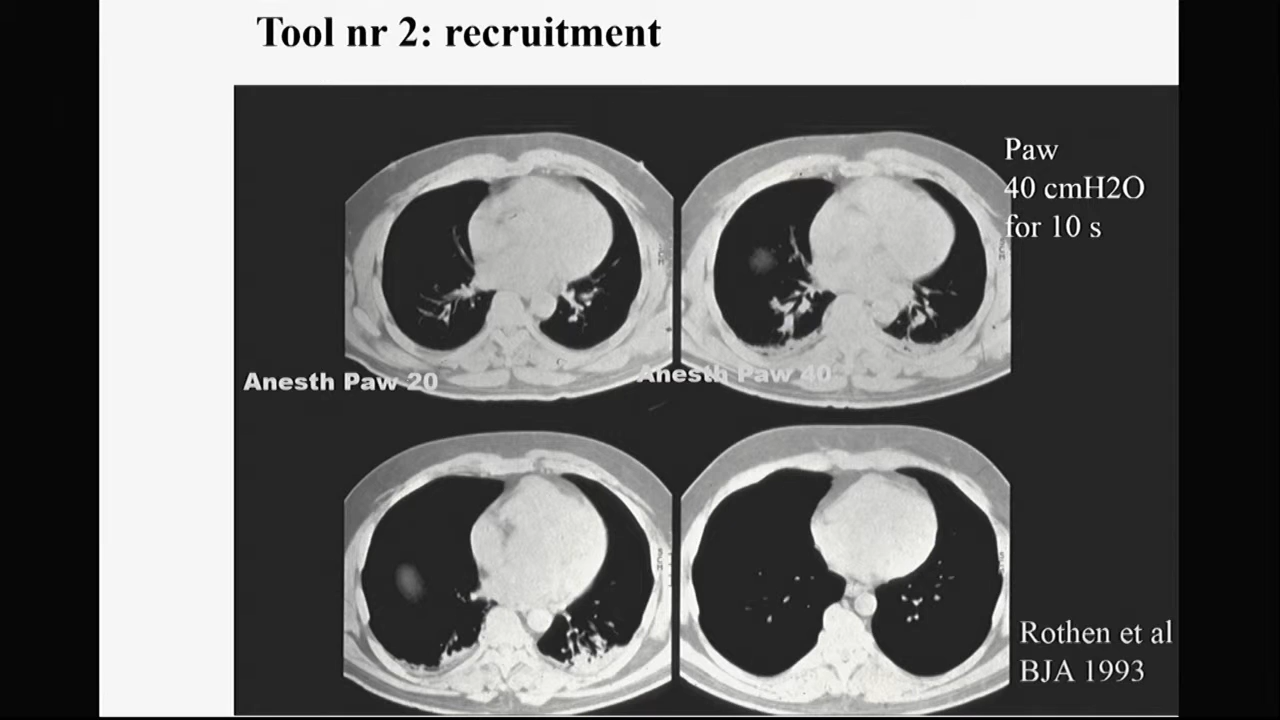 Tool nr 2: recruitment
Paw
40 cmH2O
for 10 s
Anesth Paw 20
Anesth Paw 40
Rothen et al
BJA 1993